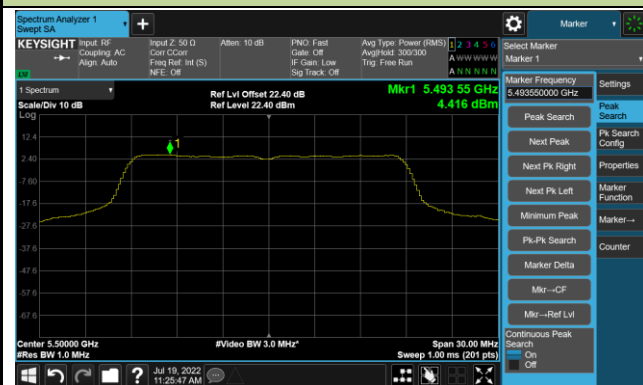 Spectrum Analyzer 1
Swept SA
+
Marker
KEYSIGHT
Input: RF
Coupling: AC
Align: Auto
Input Z: 50 Ω
Corr CCorr
Freq Ref: Int (S)
NFE: Off
Atten: 10 dB
PNO: Fast
Gate: Off
IF Gain: Low
Sig Track: Off
Avg Type: Power (RMS)
Avg|Hold: 300/300
Trig: Free Run
1 2 3 4 5 6
A W W W W W
A N N N N N
Select Marker
Marker 1
1 Spectrum
Scale/Div 10 dB
Log
Ref Lvl Offset 22.40 dB
Ref Level 22.40 dBm
Mkr1 5.493 55 GHz
4.416 dBm
Marker Frequency
5.493550000 GHz
Peak Search
Next Peak
Next Pk Right
Next Pk Left
Minimum Peak
Pk-Pk Search
Marker Delta
Mkr→CF
Mkr→Ref Lvl
Continuous Peak
Search
On
Off
Settings
Peak
Search
Pk Search
Config
Properties
Marker
Function
Marker→
Counter
1
12.4
2.40
-7.60
-17.6
-27.6
-37.6
-47.6
-57.6
-67.6
Center 5.50000 GHz
#Res BW 1.0 MHz
#Video BW 3.0 MHz*
Span 30.00 MHz
Sweep 1.00 ms (201 pts)
?
Jul 19, 2022
11:25:47 AM